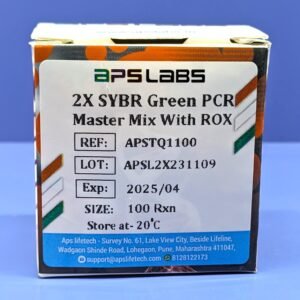 APS LABS
2X SYBR Green PCR
Master Mix With ROX
REF: APSTQ1100
LOT: APSL2X231109
Exp: 2025/04
SIZE: 100 Rxn
Store at- 20°C
Aps lifetech - Survey No. 61, Lake View City, Beside Lifeline,
Wadgaon Shinde Road, Lohegaon, Pune, Maharashtra 411047,
support@apslifetech.com 8128122173